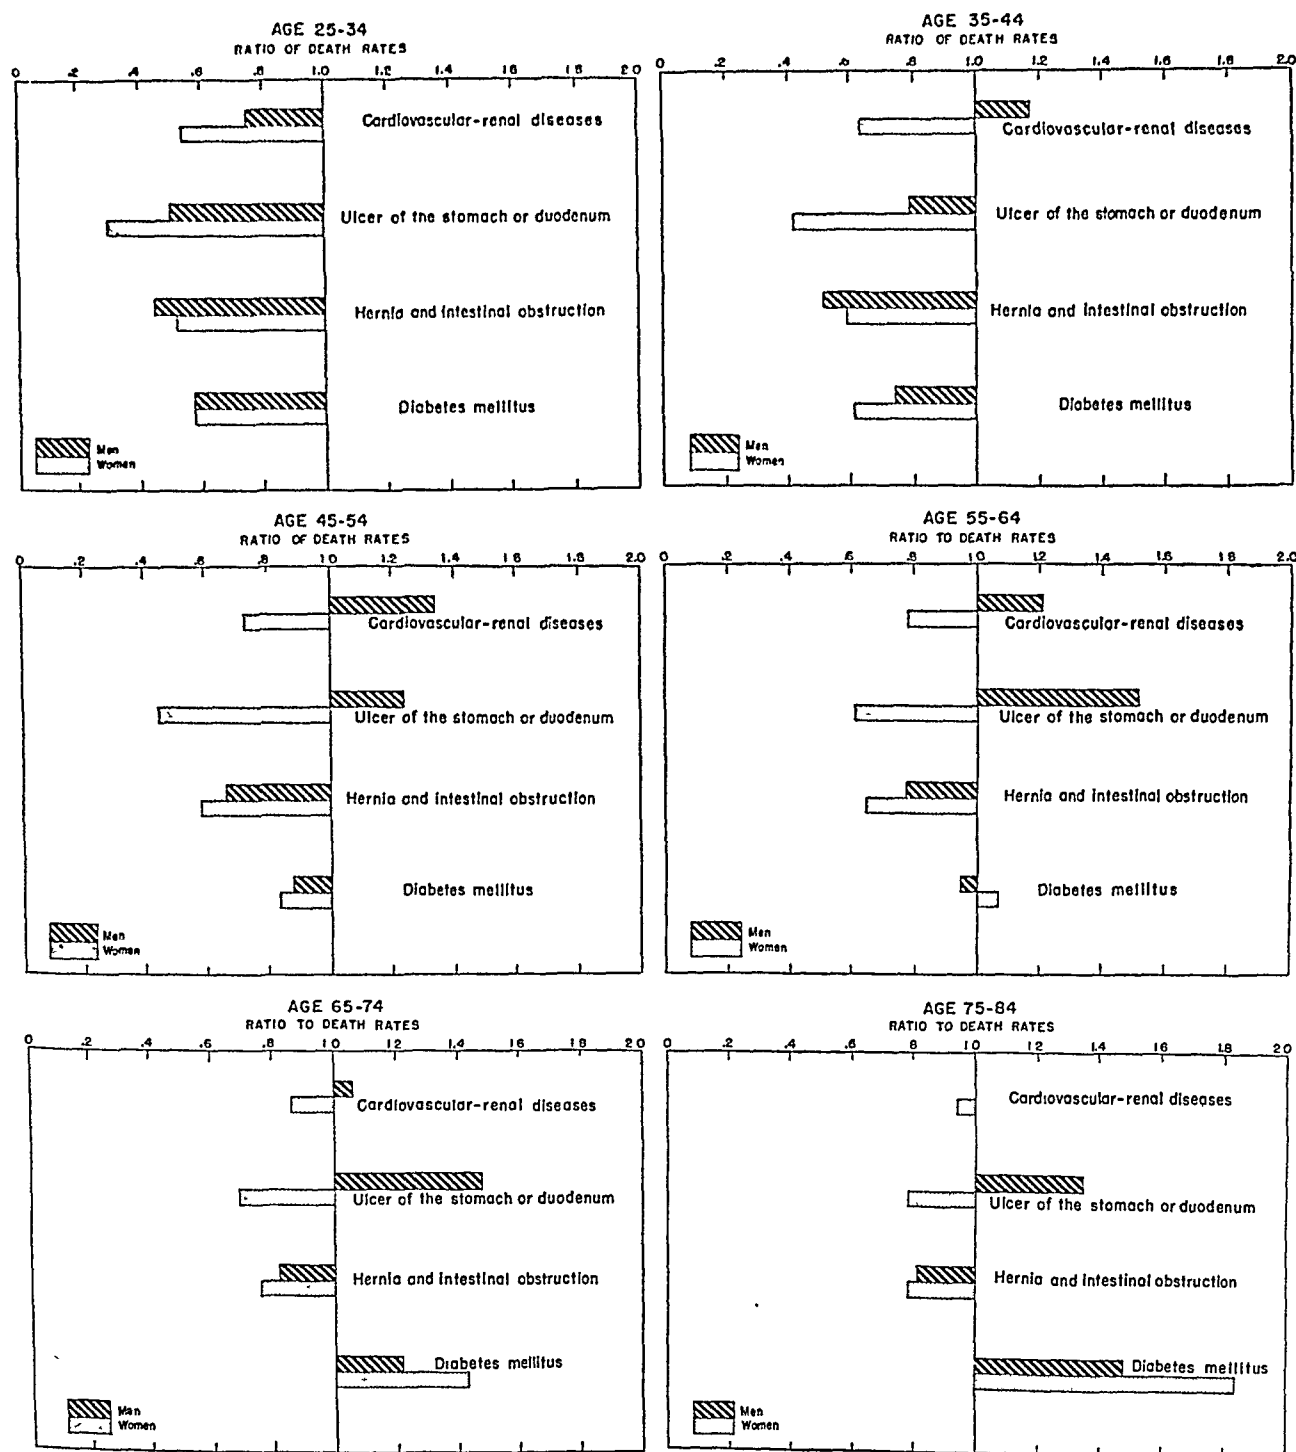 AGE 25-34
RATIO OF DEATH RATES
0 .2 .4 .6 .8 1.0 1.2 1.4 1.6 1.8 2.0
Cardiovascular-renal diseases
Ulcer of the stomach or duodenum
Hernia and intestinal obstruction
Diabetes mellitus
Men
Women
AGE 35-44
RATIO OF DEATH RATES
0 .2 .4 .6 .8 1.0 1.2 1.4 1.6 1.8 2.0
Cardiovascular-renal diseases
Ulcer of the stomach or duodenum
Hernia and intestinal obstruction
Diabetes mellitus
Men
Women
AGE 45-54
RATIO OF DEATH RATES
0 .2 .4 .6 .8 1.0 1.2 1.4 1.6 1.8 2.0
Cardiovascular-renal diseases
Ulcer of the stomach or duodenum
Hernia and intestinal obstruction
Diabetes mellitus
Men
Women
AGE 55-64
RATIO TO DEATH RATES
0 .2 .4 .6 .8 1.0 1.2 1.4 1.6 1.8 2.0
Cardiovascular-renal diseases
Ulcer of the stomach or duodenum
Hernia and intestinal obstruction
Diabetes mellitus
Men
Women
AGE 65-74
RATIO TO DEATH RATES
0 .2 .4 .6 .8 1.0 1.2 1.4 1.6 1.8 2.0
Cardiovascular-renal diseases
Ulcer of the stomach or duodenum
Hernia and intestinal obstruction
Diabetes mellitus
Men
Women
AGE 75-84
RATIO TO DEATH RATES
0 .2 .4 .6 .8 1.0 1.2 1.4 1.6 1.8 2.0
Cardiovascular-renal diseases
Ulcer of the stomach or duodenum
Hernia and intestinal obstruction
Diabetes mellitus
Men
Women